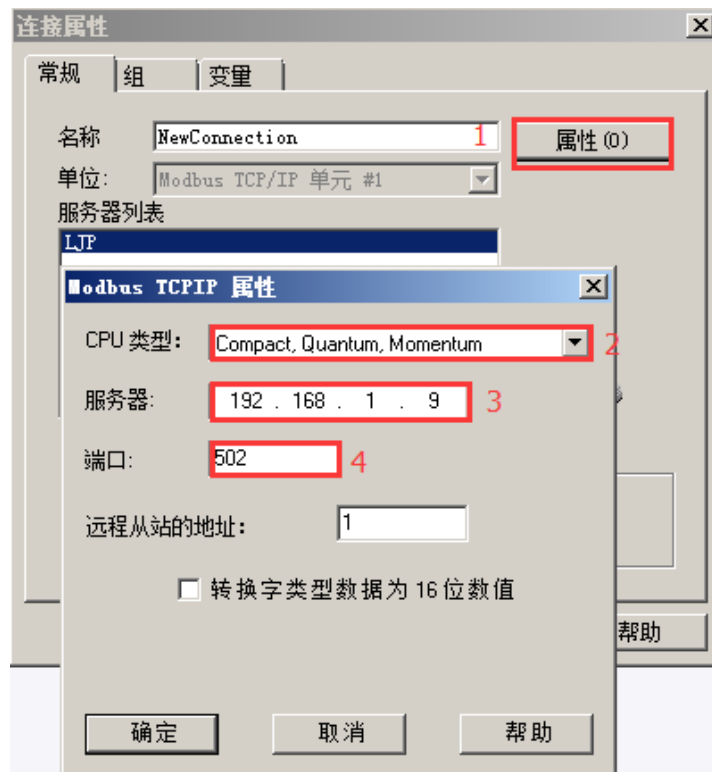 连接属性
常规 组 变量
名称 NewConnection 1 属性(O)
单位: Modbus TCP/IP 单元 #1
服务器列表
LJP
Modbus TCPIP 属性
CPU 类型: Compact, Quantum, Momentum 2
服务器: 192 . 168 . 1 . 9 3
端口: 502 4
远程从站的地址: 1
转换字类型数据为16位数值
帮助
确定 取消 帮助